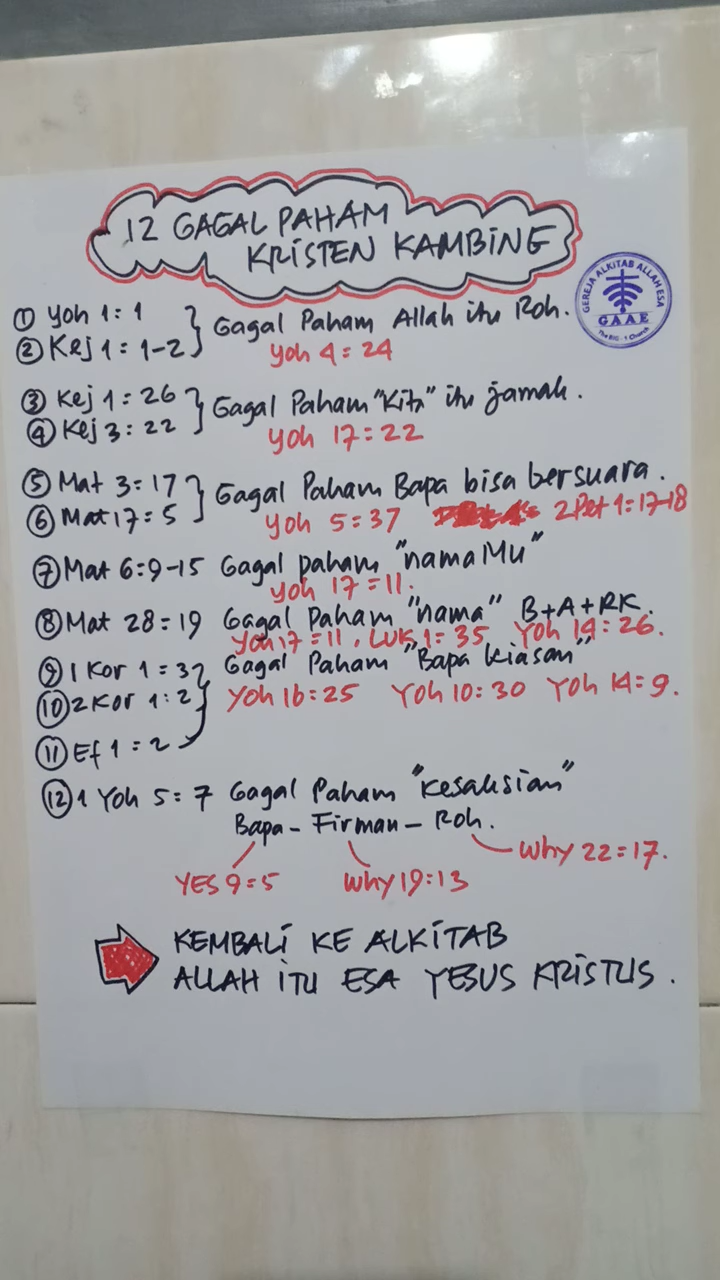 12 GAGAL PAHAM
KRISTEN KAMBING
GEREJA ALKITAB ALLAH ESA
GAAE
The BIG-1 Church
① Yoh 1:1
② Kej 1:1-2
Gagal Paham Allah itu Roh.
Yoh 4:24
③ Kej 1:26
④ Kej 3:22
Gagal Paham "Kita" itu jamak.
Yoh 17:22
⑤ Mat 3:17
⑥ Mat 17:5
Gagal Paham Bapa bisa bersuara.
Yoh 5:37 2Pet 1:17-18
⑦ Mat 6:9-15 Gagal paham "namaMu"
Yoh 17:11.
⑧ Mat 28:19 Gagal Paham "nama" B+A+RK.
Yoh 17:11, LUK 1:35 Yoh 14:26.
⑨ 1 Kor 1:3 Gagal Paham "Bapa kiasan"
⑩ 2 Kor 1:2 Yoh 16:25 Yoh 10:30 Yoh 14:9.
⑪ Ef 1:2
⑫ 1 Yoh 5:7 Gagal Paham "Kesaksian"
Bapa - Firman - Roh.
Why 22:17.
YES 9:5 Why 19:13
KEMBALI KE ALKITAB
ALLAH ITU ESA YESUS KRISTUS.